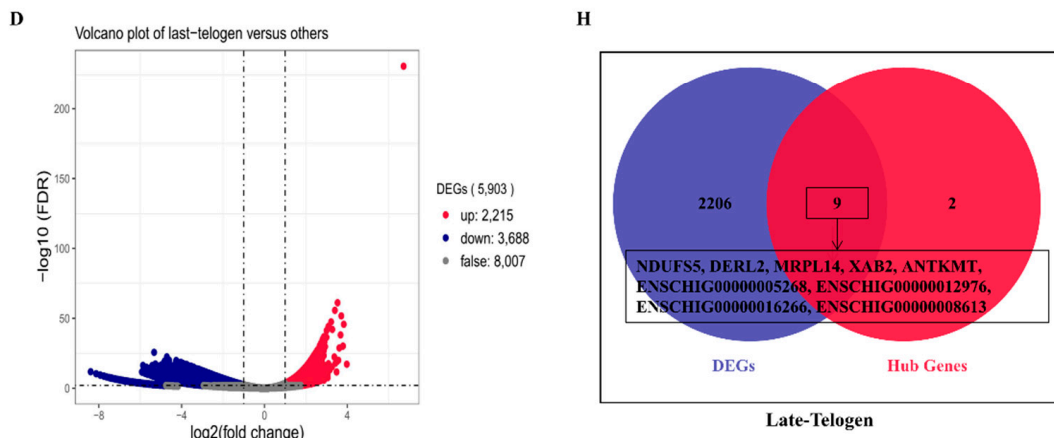 D
Volcano plot of last−telogen versus others
200
150
100
50
0
−8
−4
0
4
−log10 (FDR)
log2(fold change)
DEGs ( 5,903 )
up: 2,215
down: 3,688
false: 8,007
H
2206
9
2
NDUFS5, DERL2, MRPL14, XAB2, ANTKMT,
ENSCHIG00000005268, ENSCHIG00000012976,
ENSCHIG00000016266, ENSCHIG00000008613
DEGs
Hub Genes
Late-Telogen